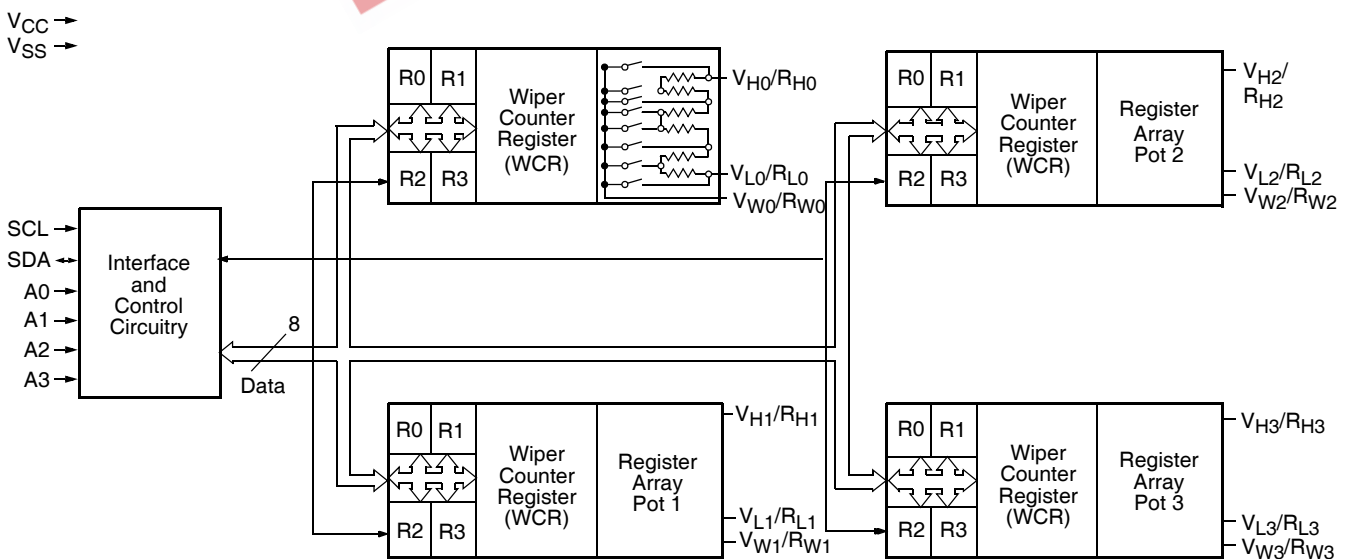 VCC
VSS
R0 R1
R2 R3
Wiper
Counter
Register
(WCR)
VH0/RH0
VL0/RL0
VW0/RW0
R0 R1
R2 R3
Wiper
Counter
Register
(WCR)
Register
Array
Pot 2
VH2/
RH2
VL2/RL2
VW2/RW2
SCL
SDA
A0
A1
A2
A3
Interface
and
Control
Circuitry
8
Data
R0 R1
R2 R3
Wiper
Counter
Register
(WCR)
Register
Array
Pot 1
VH1/RH1
VL1/RL1
VW1/RW1
R0 R1
R2 R3
Wiper
Counter
Register
(WCR)
Register
Array
Pot 3
VH3/RH3
VL3/RL3
VW3/RW3